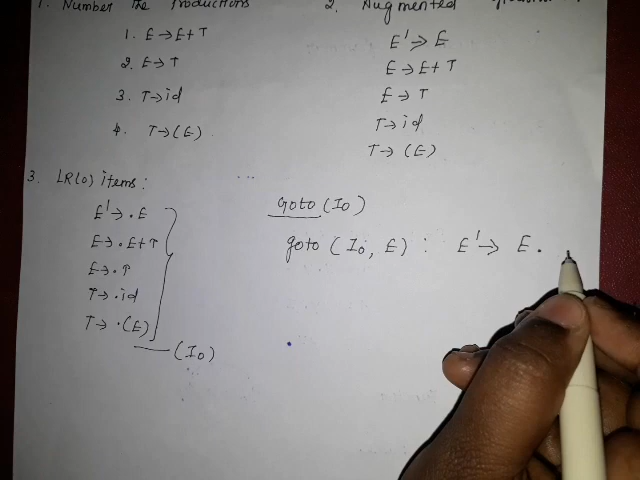 1. Number the Productions
1. E→E+T
2. E→T
3. T→id
4. T→(E)
2. Augmented
E'→E
E→E+T
E→T
T→id
T→(E)
3. LR(0) items:
E'→.E
E→.E+T
E→.T
T→.id
T→.(E)
(I0)
Goto (I0)
goto (I0, E) : E'→ E.